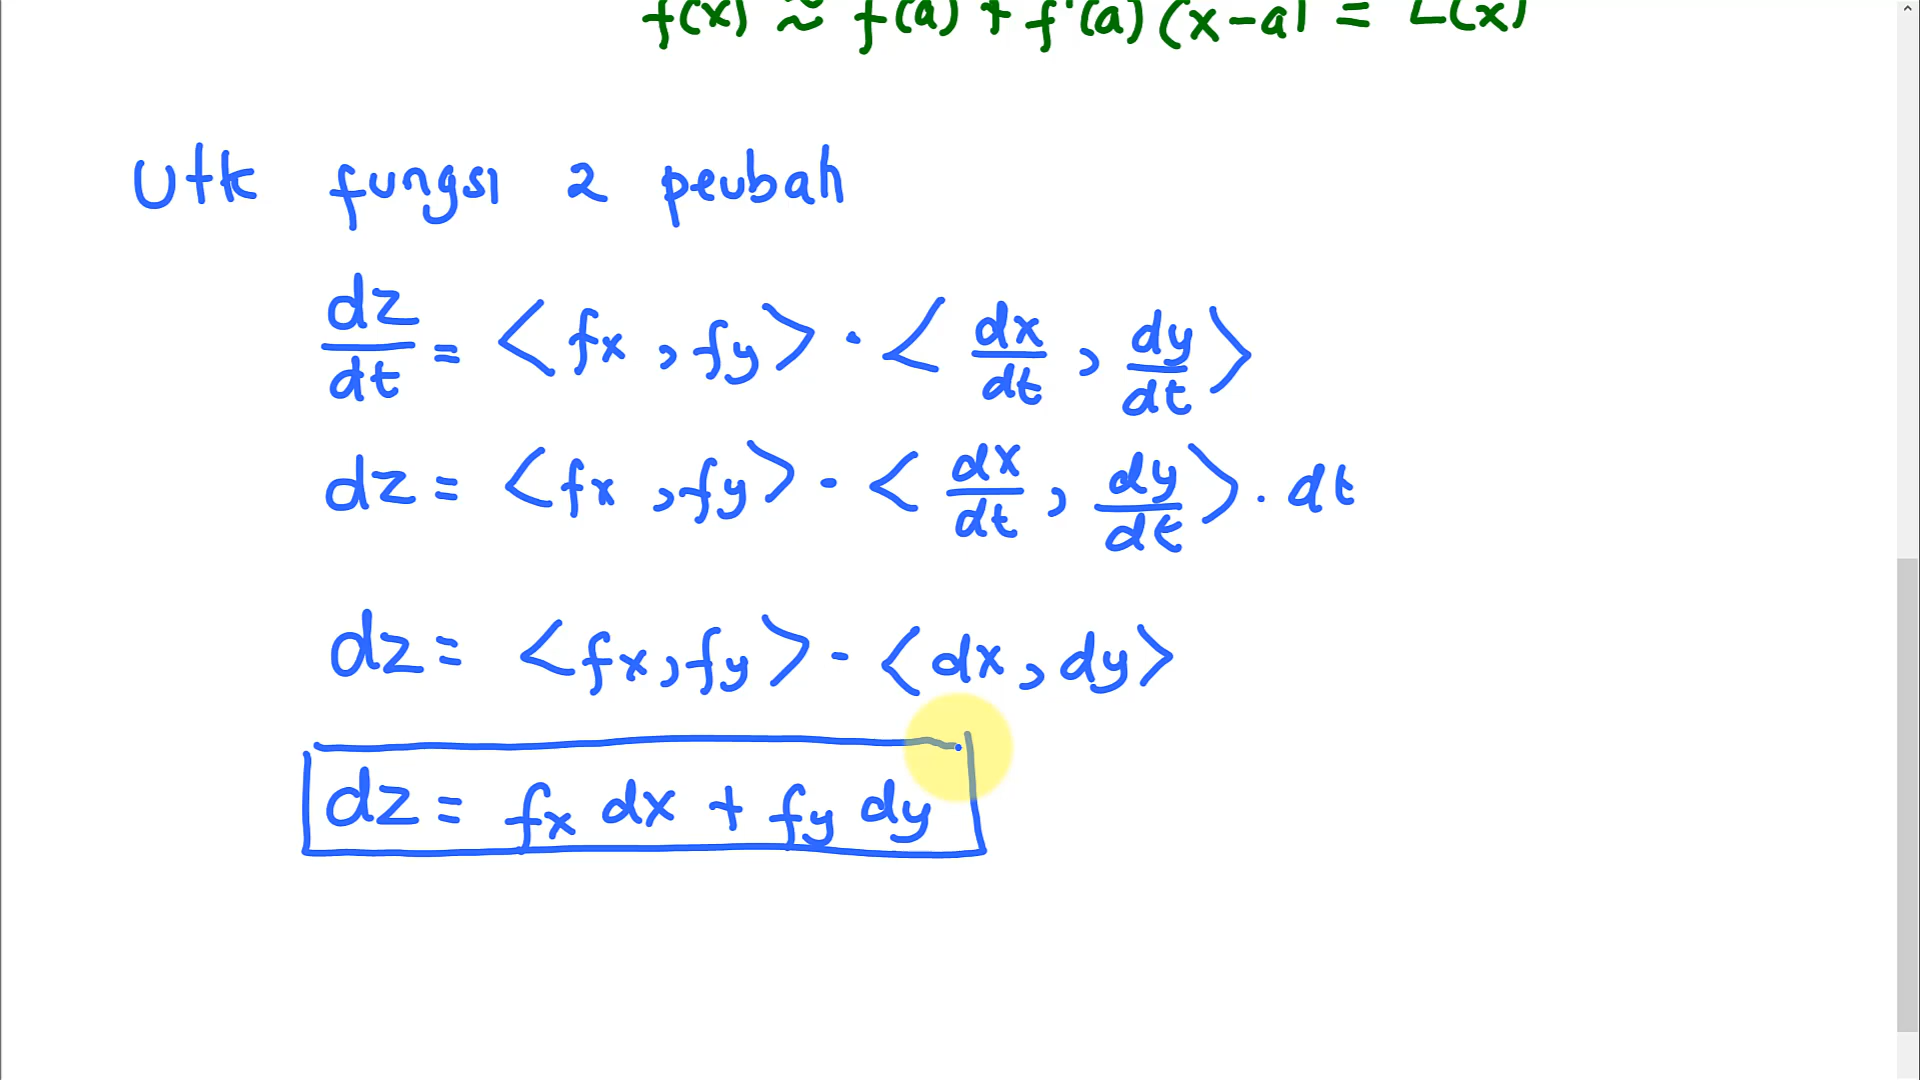 f(x) ≈ f(a) + f'(a) (x-a) = L(x)
Utk fungsi 2 peubah
dz/dt = <fx , fy> · <dx/dt , dy/dt>
dz = <fx , fy> · <dx/dt , dy/dt> . dt
dz = <fx, fy> · <dx, dy>
dz = fx dx + fy dy